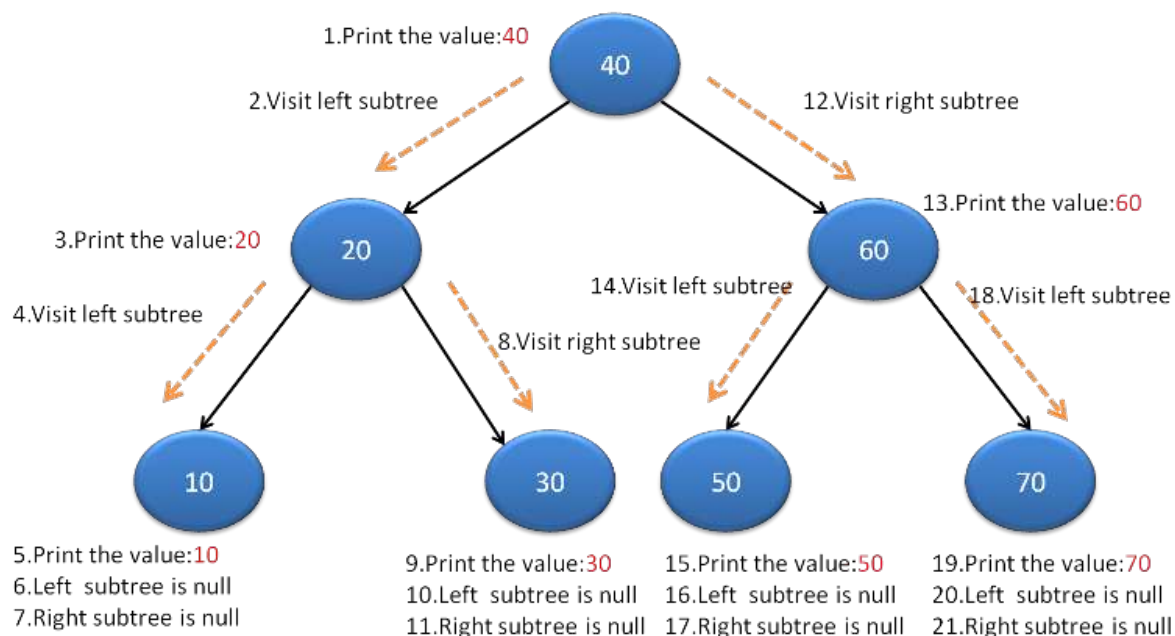 1.Print the value:40
40
2.Visit left subtree
12.Visit right subtree
3.Print the value:20
20
60
13.Print the value:60
4.Visit left subtree
8.Visit right subtree
14.Visit left subtree
18.Visit left subtree
10
30
50
70
5.Print the value:10
6.Left subtree is null
7.Right subtree is null
9.Print the value:30
10.Left subtree is null
11.Right subtree is null
15.Print the value:50
16.Left subtree is null
17.Right subtree is null
19.Print the value:70
20.Left subtree is null
21.Right subtree is null